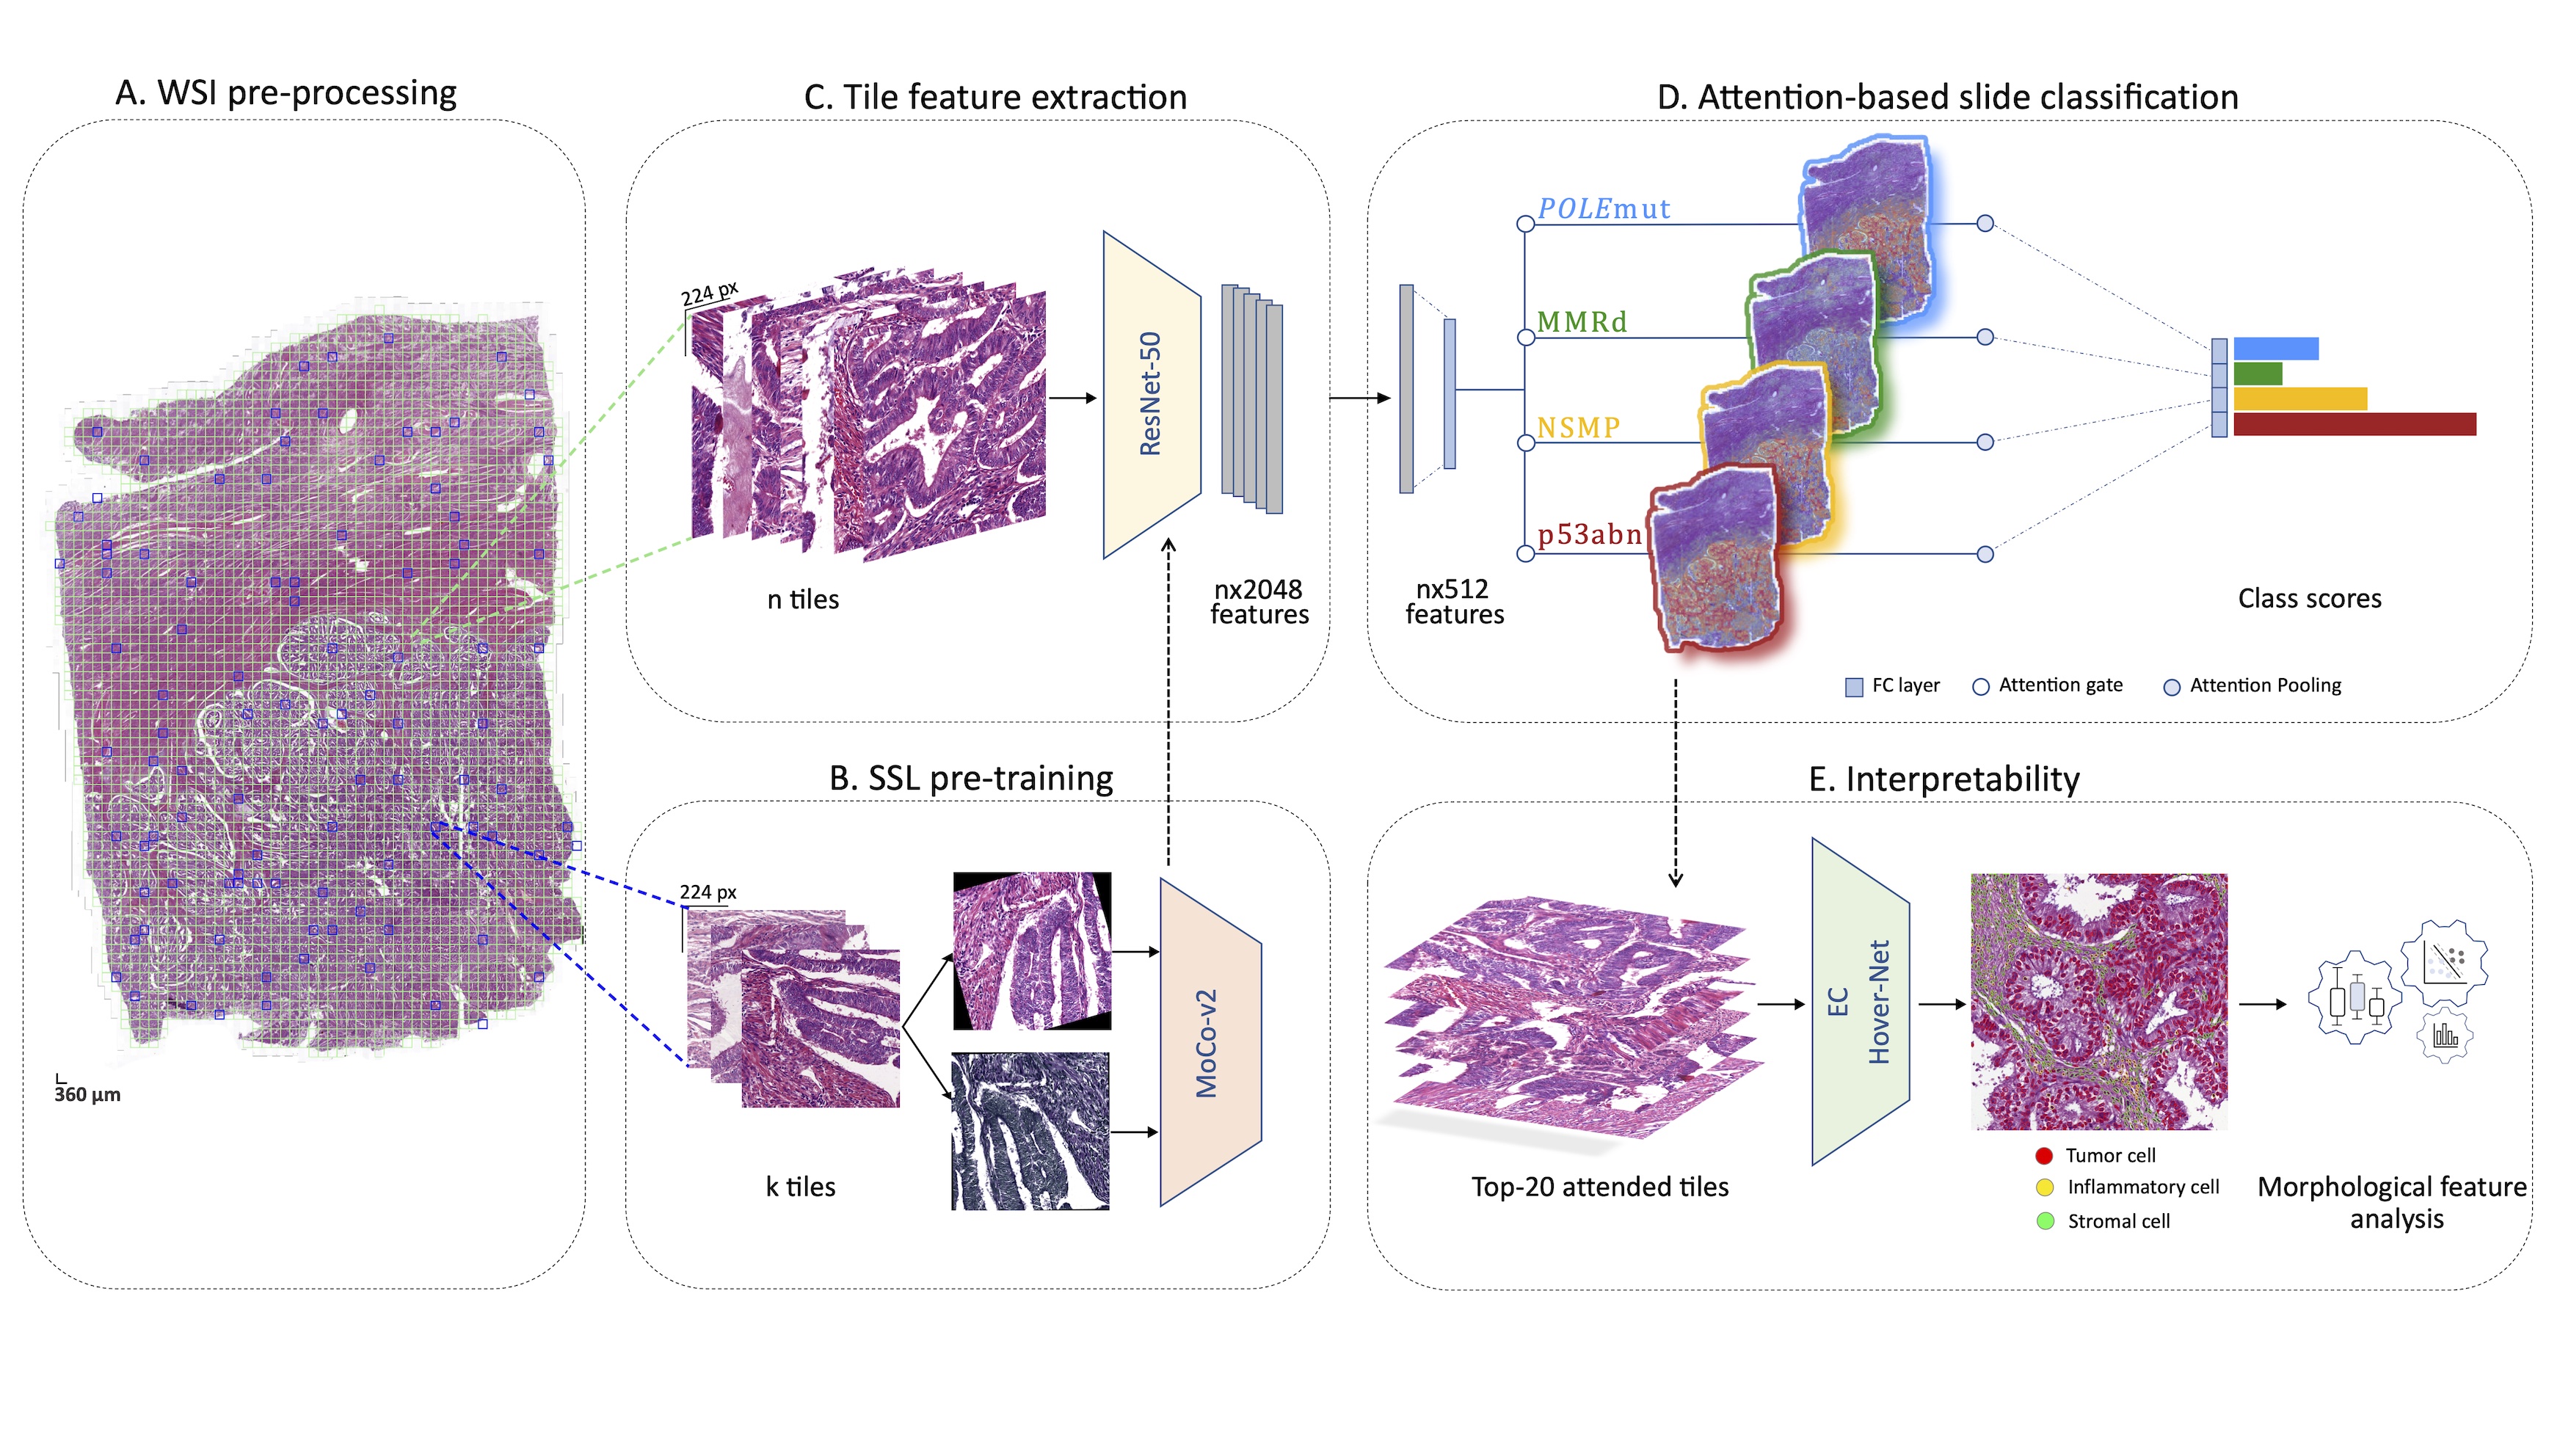 A. WSI pre-processing
360 µm
C. Tile feature extraction
224 px
n tiles
ResNet-50
nx2048
features
B. SSL pre-training
224 px
k tiles
MoCo-v2
D. Attention-based slide classification
nx512
features
POLEmut
MMRd
NSMP
p53abn
Class scores
FC layer
Attention gate
Attention Pooling
E. Interpretability
Top-20 attended tiles
EC
Hover-Net
Tumor cell
Inflammatory cell
Stromal cell
Morphological feature
analysis